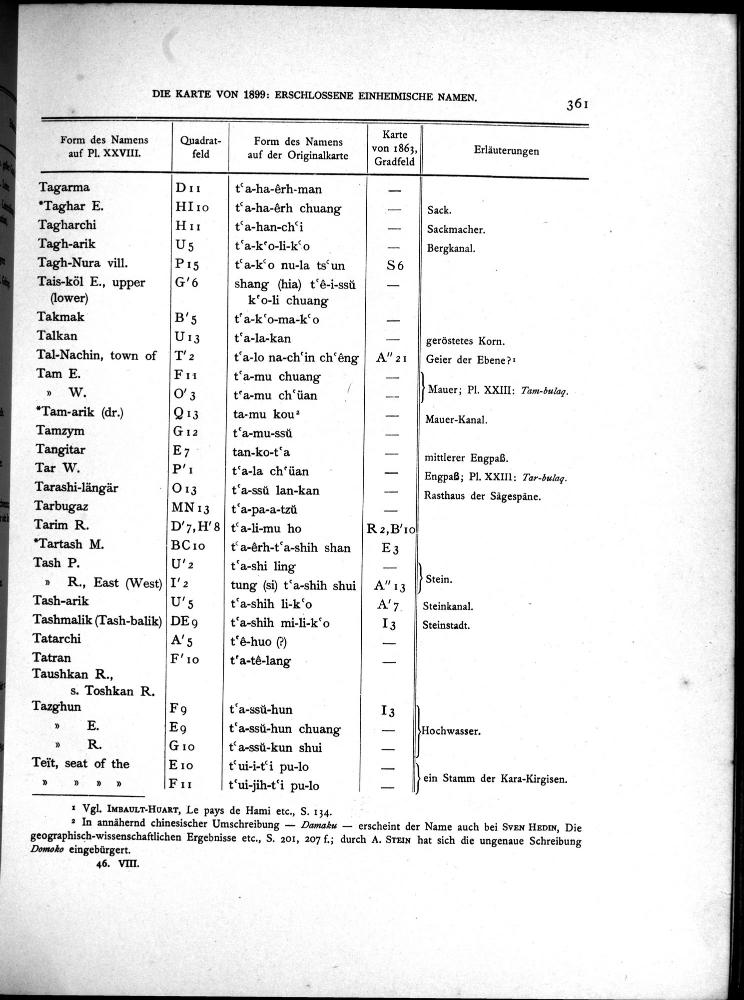 DIE KARTE VON 1899: ERSCHLOSSENE EINHEIMISCHE NAMEN.
361
Form des Namens auf Pl. XXVIII. Quadrat-feld Form des Namens auf der Originalkarte Karte von 1863, Gradfeld Erläuterungen
Tagarma D 11 tʿa-ha-êrh-man —
*Taghar E. HI 10 tʿa-ha-êrh chuang — Sack.
Tagharchi H 11 tʿa-han-chʿi — Sackmacher.
Tagh-arik U 5 tʿa-kʿo-li-kʿo — Bergkanal.
Tagh-Nura vill. P 15 tʿa-kʿo nu-la tsʿun S 6
Tais-köl E., upper G′ 6 shang (hia) tʿê-i-ssŭ —
(lower) kʿo-li chuang
Takmak B′ 5 tʿa-kʿo-ma-kʿo —
Talkan U 13 tʿa-la-kan — geröstetes Korn.
Tal-Nachin, town of T′ 2 tʿa-lo na-chʿin chʿêng A″ 21 Geier der Ebene?¹
Tam E. F 11 tʿa-mu chuang —
» W. O′ 3 tʿa-mu chʿüan — } Mauer; Pl. XXIII: Tam-bulaq.
*Tam-arik (dr.) Q 13 ta-mu kou² — Mauer-Kanal.
Tamzym G 12 tʿa-mu-ssŭ —
Tangitar E 7 tan-ko-tʿa — mittlerer Engpaß.
Tar W. P′ 1 tʿa-la chʿüan — Engpaß; Pl. XXIII: Tar-bulaq.
Tarashi-längär O 13 tʿa-ssŭ lan-kan — Rasthaus der Sägespäne.
Tarbugaz MN 13 tʿa-pa-a-tzŭ —
Tarim R. D′ 7, H′ 8 tʿa-li-mu ho R 2, B′ 10
*Tartash M. BC 10 tʿa-êrh-tʿa-shih shan E 3
Tash P. U′ 2 tʿa-shi ling —
» R., East (West) I′ 2 tung (si) tʿa-shih shui A″ 13 } Stein.
Tash-arik U′ 5 tʿa-shih li-kʿo A′ 7 Steinkanal.
Tashmalik (Tash-balik) DE 9 tʿa-shih mi-li-kʿo I 3 Steinstadt.
Tatarchi A′ 5 tʿê-huo (?) —
Tatran F′ 10 tʿa-tê-lang —
Taushkan R.,
s. Toshkan R.
Tazghun F 9 tʿa-ssŭ-hun I 3
» E. E 9 tʿa-ssŭ-hun chuang — } Hochwasser.
» R. G 10 tʿa-ssŭ-kun shui —
Teït, seat of the E 10 tʿui-i-tʿi pu-lo —
» » » » F 11 tʿui-jih-tʿi pu-lo — } ein Stamm der Kara-Kirgisen.
¹ Vgl. IMBAULT-HUART, Le pays de Hami etc., S. 134.
² In annähernd chinesischer Umschreibung — Damaku — erscheint der Name auch bei SVEN HEDIN, Die
geographisch-wissenschaftlichen Ergebnisse etc., S. 201, 207 f.; durch A. STEIN hat sich die ungenaue Schreibung
Domoko eingebürgert.
46. VIII.